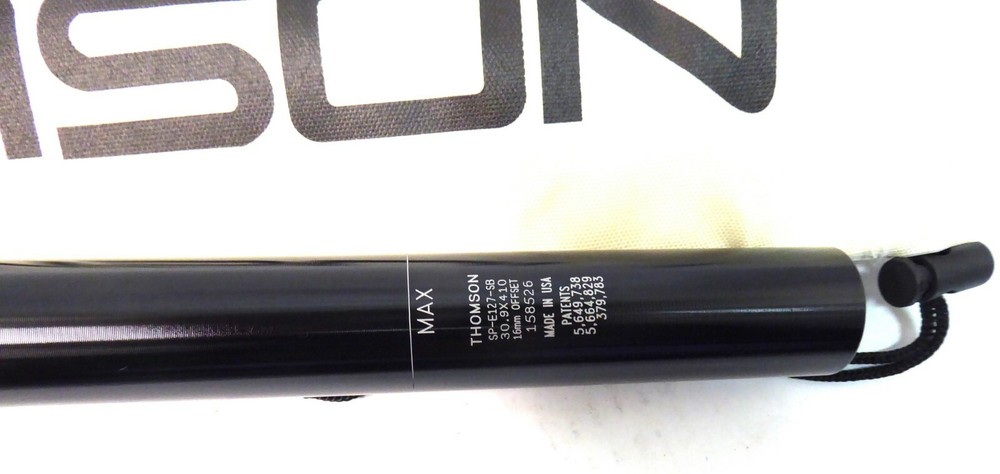 MSON
MAX
THOMSON
SP-E127-SB
30.9X410
16mm OFFSET
158526
MADE IN USA
PATENTS
5,649,738
5,664,829
379,783